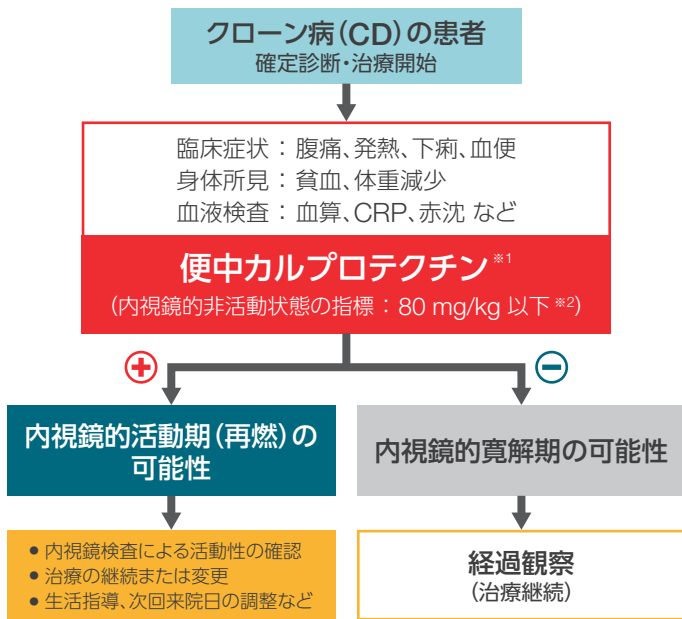 クローン病(CD)の患者
確定診断・治療開始
臨床症状：腹痛、発熱、下痢、血便
身体所見：貧血、体重減少
血液検査：血算、CRP、赤沈 など
便中カルプロテクチン※1
(内視鏡的非活動状態の指標：80 mg/kg 以下※2)
+
−
内視鏡的活動期(再燃)の
可能性
内視鏡的寛解期の可能性
● 内視鏡検査による活動性の確認
● 治療の継続または変更
● 生活指導、次回来院日の調整など
経過観察
(治療継続)